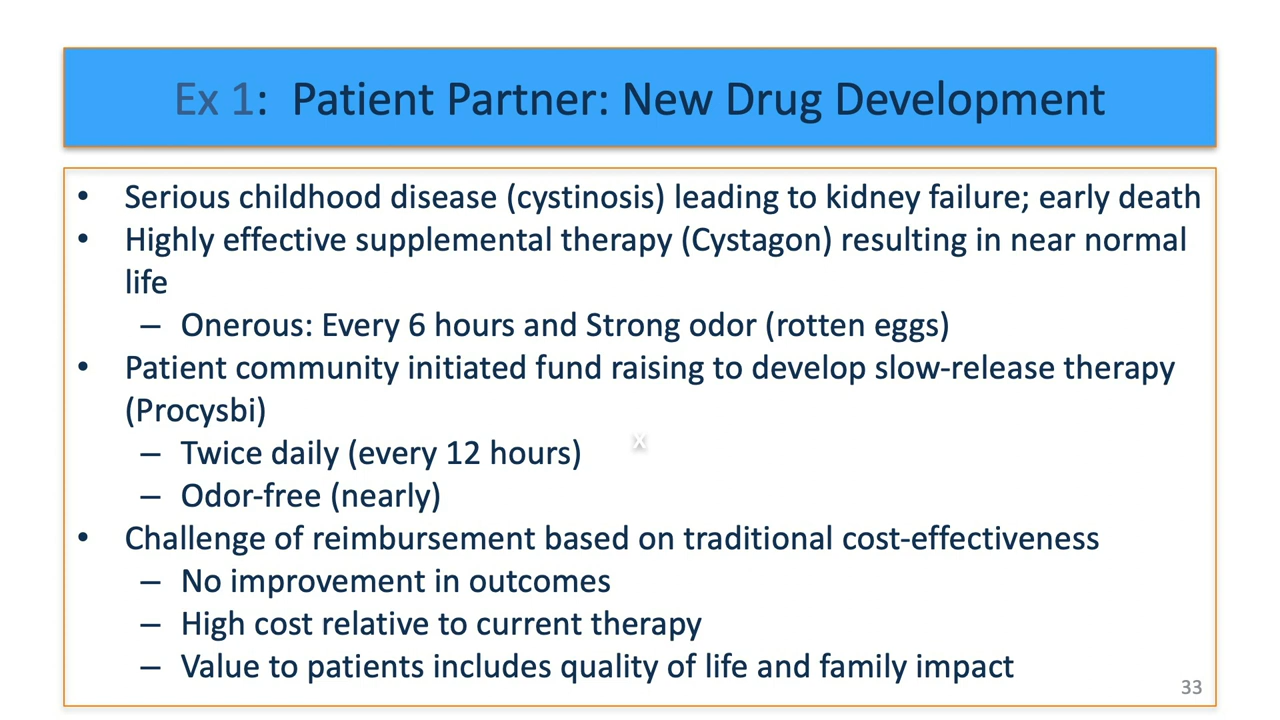 Ex 1:  Patient Partner: New Drug Development
• Serious childhood disease (cystinosis) leading to kidney failure; early death
• Highly effective supplemental therapy (Cystagon) resulting in near normal
life
– Onerous: Every 6 hours and Strong odor (rotten eggs)
• Patient community initiated fund raising to develop slow-release therapy
(Procysbi)
– Twice daily (every 12 hours)
x
– Odor-free (nearly)
• Challenge of reimbursement based on traditional cost-effectiveness
– No improvement in outcomes
– High cost relative to current therapy
– Value to patients includes quality of life and family impact
33